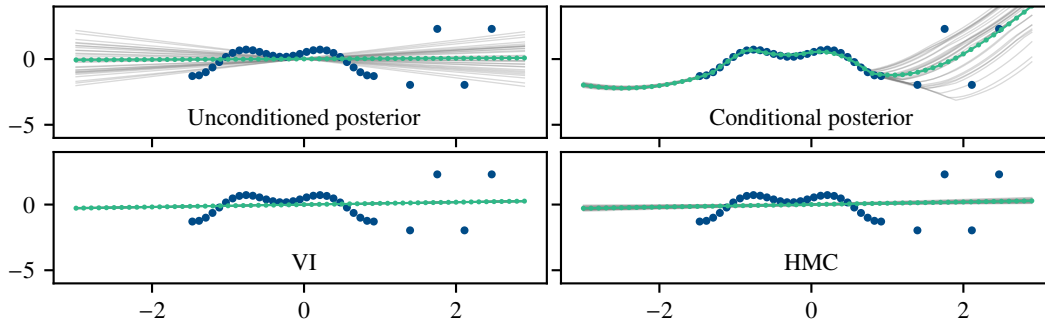 0
−5
Unconditioned posterior
Conditional posterior
0
−5
VI
HMC
−2 0 2 −2 0 2